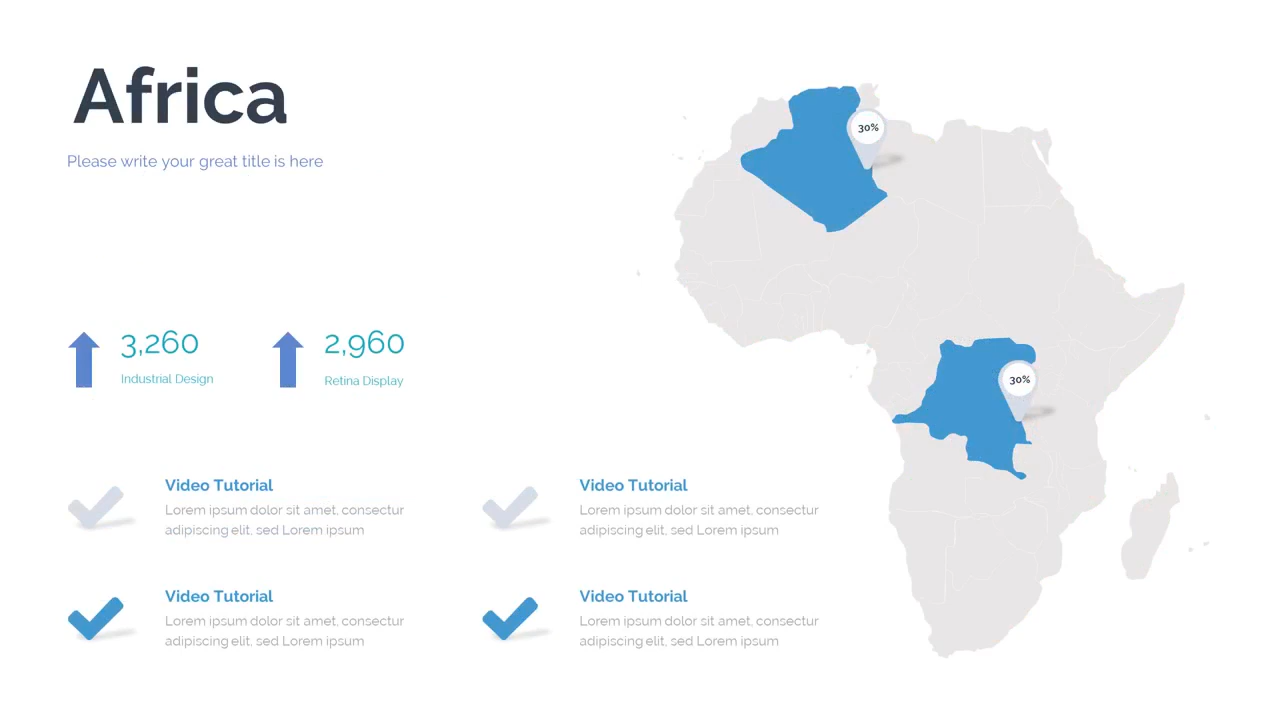 Africa
Please write your great title is here
30%
3,260
2,960
Industrial Design
Retina Display
30%
Video Tutorial
Lorem ipsum dolor sit amet, consectur
adipiscing elit, sed Lorem ipsum
Video Tutorial
Lorem ipsum dolor sit amet, consectur
adipiscing elit, sed Lorem ipsum
Video Tutorial
Lorem ipsum dolor sit amet, consectur
adipiscing elit, sed Lorem ipsum
Video Tutorial
Lorem ipsum dolor sit amet, consectur
adipiscing elit, sed Lorem ipsum